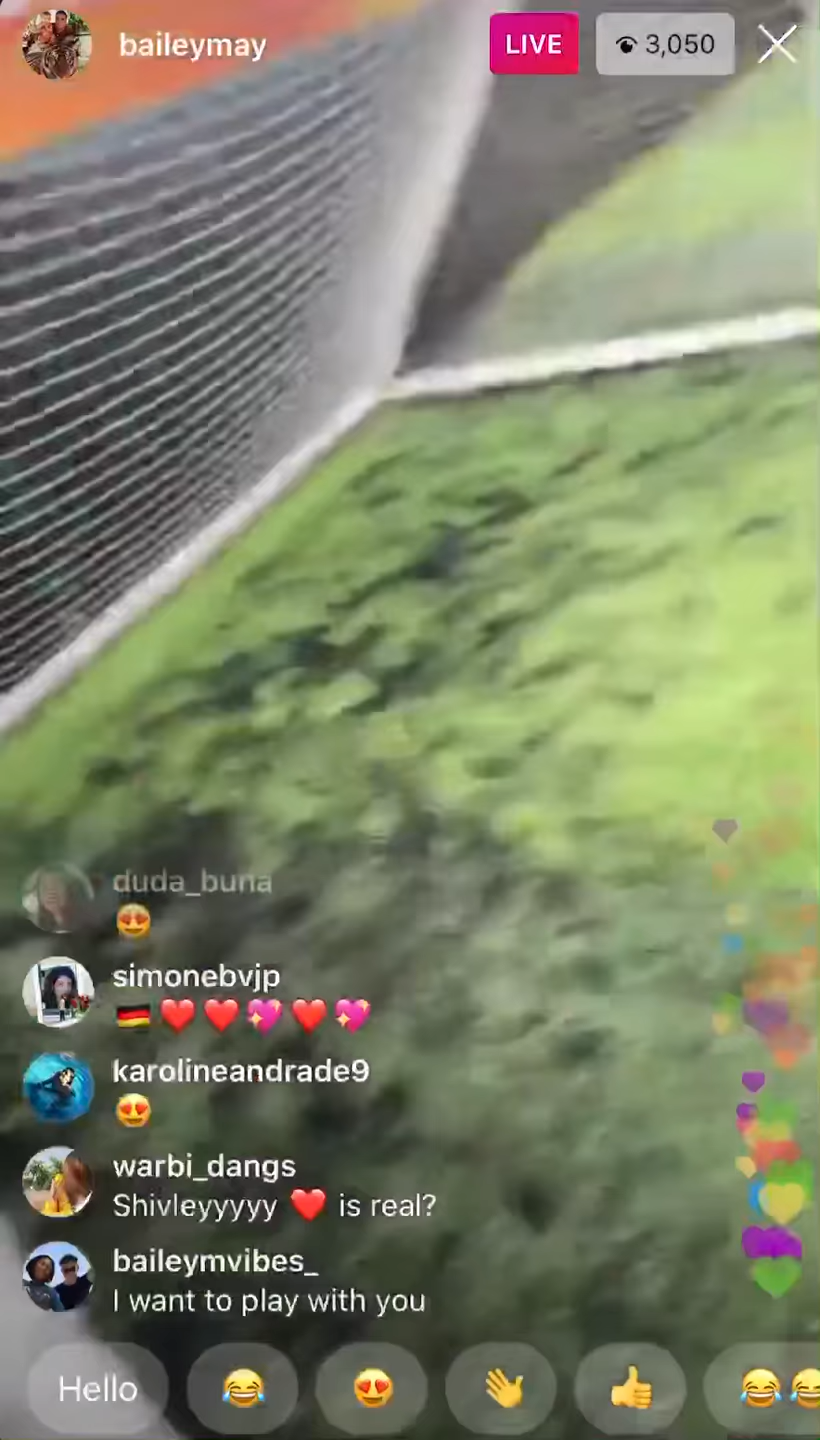 baileymay
LIVE
3,050
duda_buna
😍
simonebvjp
🇩🇪❤️❤️💖❤️💖
karolineandrade9
😍
warbi_dangs
Shivleyyyyy ❤️ is real?
baileymvibes_
I want to play with you
Hello 😂 😍 👋 👍 😂😂